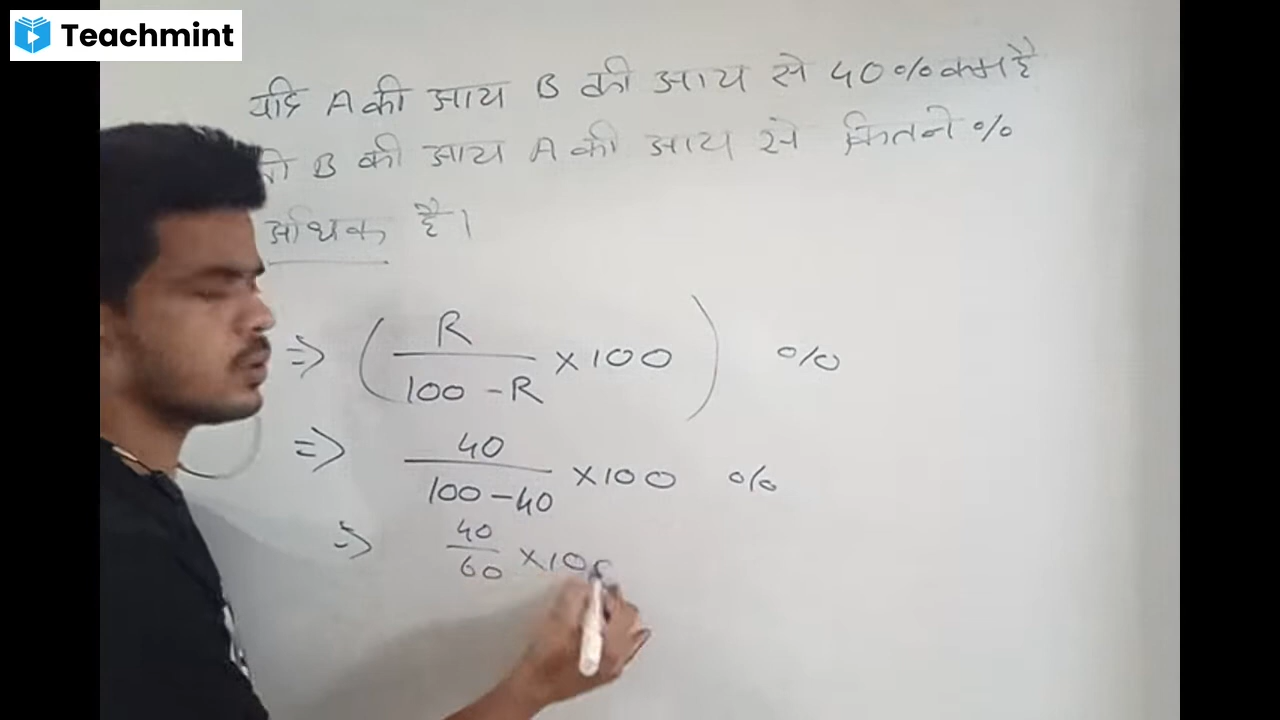 Teachmint
यदि A की आय B की आय से 40% कम है
तो B की आय A की आय से कितने %
अधिक है।
=> ( R / 100 - R × 100 ) %
=> 40 / 100 - 40 × 100 %
=> 40 / 60 × 100